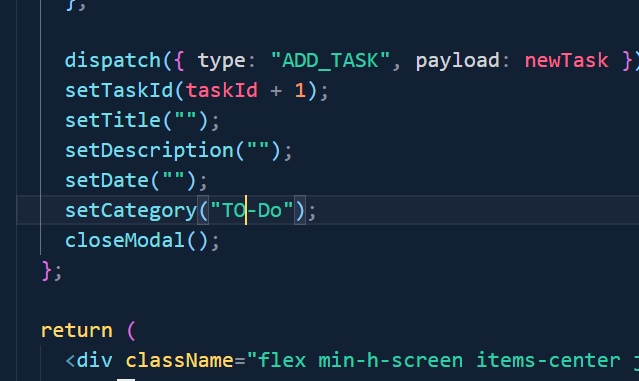 };
dispatch({ type: "ADD_TASK", payload: newTask })
setTaskId(taskId + 1);
setTitle("");
setDescription("");
setDate("");
setCategory("TO-Do");
closeModal();
};
return (
<div className="flex min-h-screen items-center